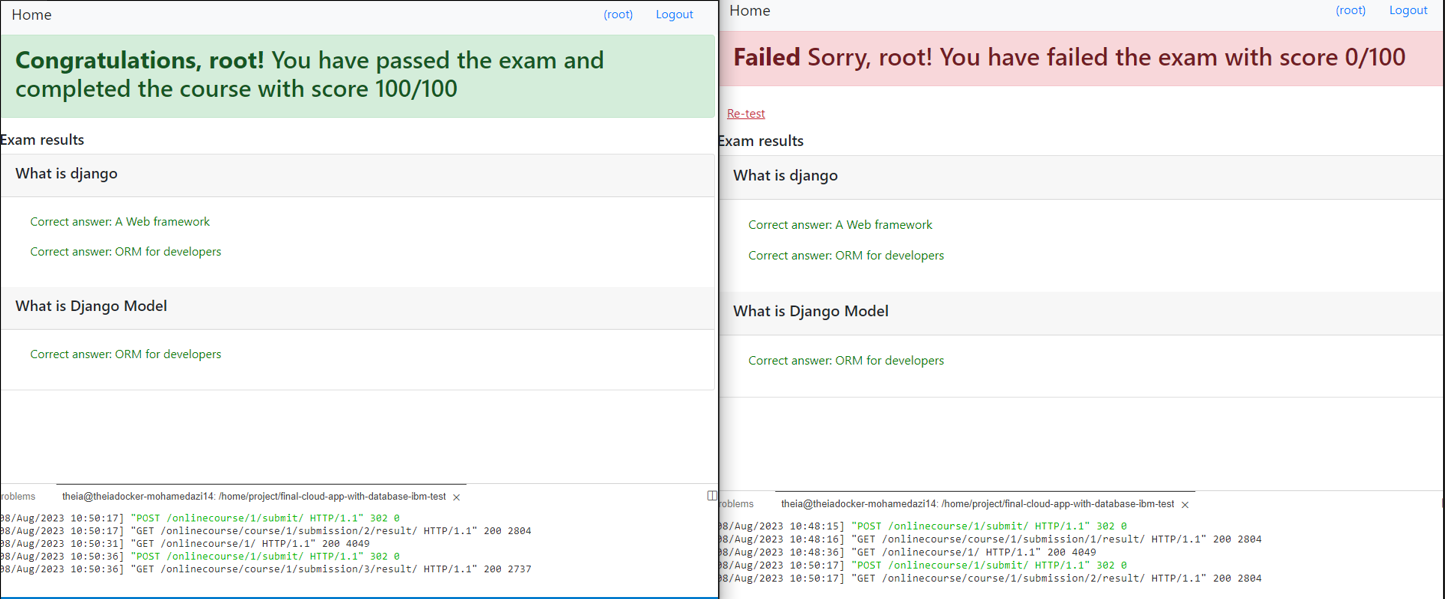 Home (root) Logout
Congratulations, root! You have passed the exam and
completed the course with score 100/100
Exam results
What is django
Correct answer: A Web framework
Correct answer: ORM for developers
What is Django Model
Correct answer: ORM for developers
roblems theia@theiadocker-mohamedazi14: /home/project/final-cloud-app-with-database-ibm-test ×
08/Aug/2023 10:50:17] "POST /onlinecourse/1/submit/ HTTP/1.1" 302 0
08/Aug/2023 10:50:17] "GET /onlinecourse/course/1/submission/2/result/ HTTP/1.1" 200 2804
08/Aug/2023 10:50:31] "GET /onlinecourse/1/ HTTP/1.1" 200 4049
08/Aug/2023 10:50:36] "POST /onlinecourse/1/submit/ HTTP/1.1" 302 0
08/Aug/2023 10:50:36] "GET /onlinecourse/course/1/submission/3/result/ HTTP/1.1" 200 2737
Home (root) Logout
Failed Sorry, root! You have failed the exam with score 0/100
Re-test
Exam results
What is django
Correct answer: A Web framework
Correct answer: ORM for developers
What is Django Model
Correct answer: ORM for developers
roblems theia@theiadocker-mohamedazi14: /home/project/final-cloud-app-with-database-ibm-test ×
08/Aug/2023 10:48:15] "POST /onlinecourse/1/submit/ HTTP/1.1" 302 0
08/Aug/2023 10:48:16] "GET /onlinecourse/course/1/submission/1/result/ HTTP/1.1" 200 2804
08/Aug/2023 10:48:36] "GET /onlinecourse/1/ HTTP/1.1" 200 4049
08/Aug/2023 10:50:17] "POST /onlinecourse/1/submit/ HTTP/1.1" 302 0
08/Aug/2023 10:50:17] "GET /onlinecourse/course/1/submission/2/result/ HTTP/1.1" 200 2804